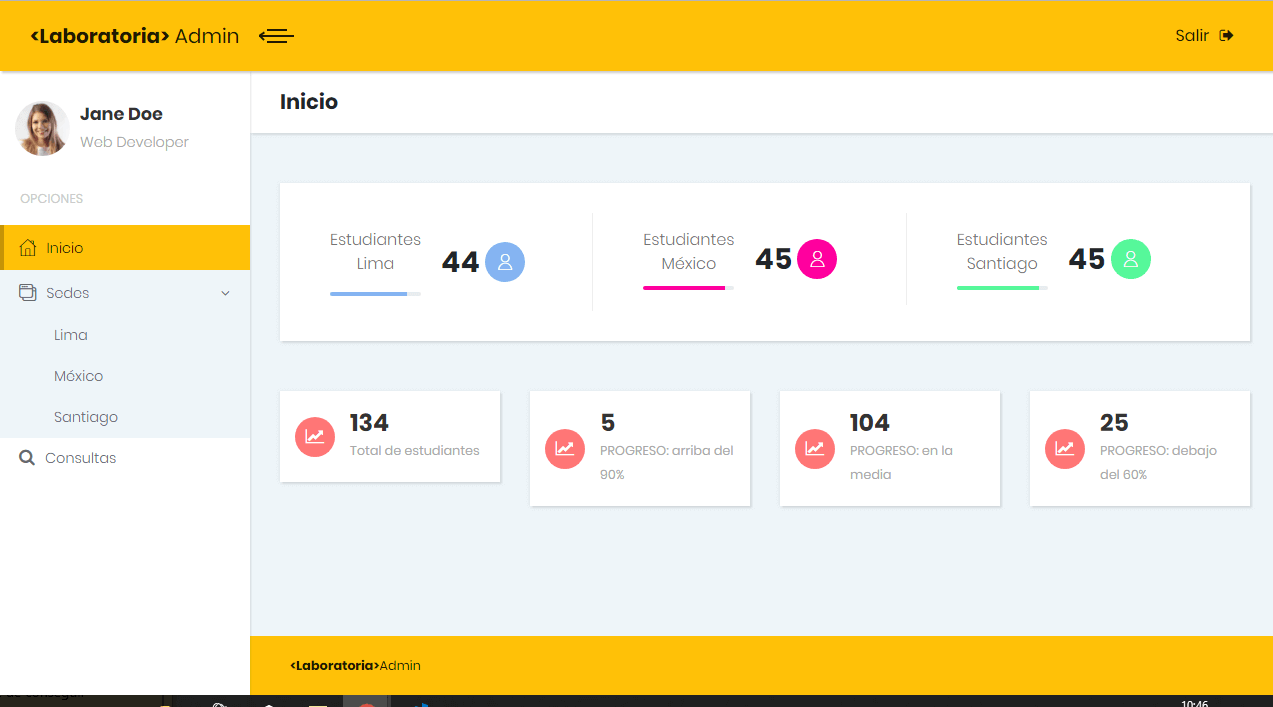 <Laboratoria> Admin
Salir
Jane Doe
Web Developer
OPCIONES
Inicio
Sedes
Lima
México
Santiago
Consultas
Inicio
Estudiantes
Lima
44
Estudiantes
México
45
Estudiantes
Santiago
45
134
Total de estudiantes
5
PROGRESO: arriba del
90%
104
PROGRESO: en la
media
25
PROGRESO: debajo
del 60%
<Laboratoria>Admin
10:46